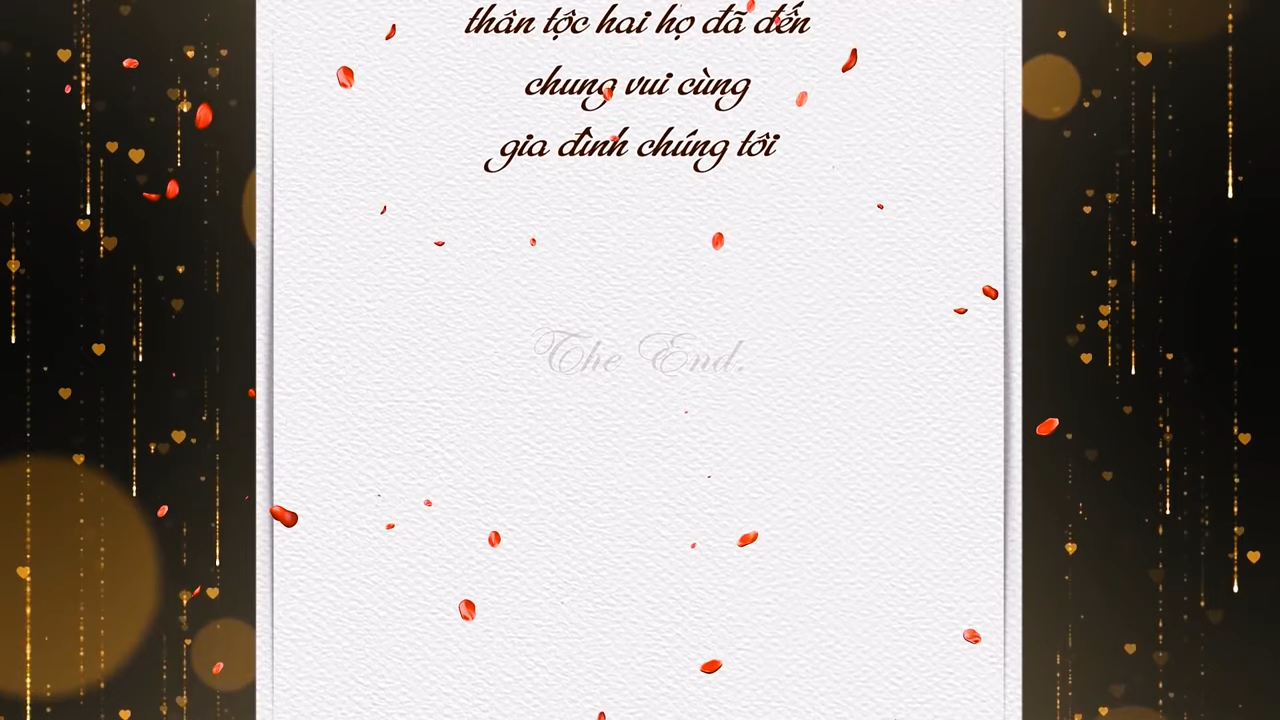 thân tộc hai họ đã đến
chung vui cùng
gia đình chúng tôi
The End.